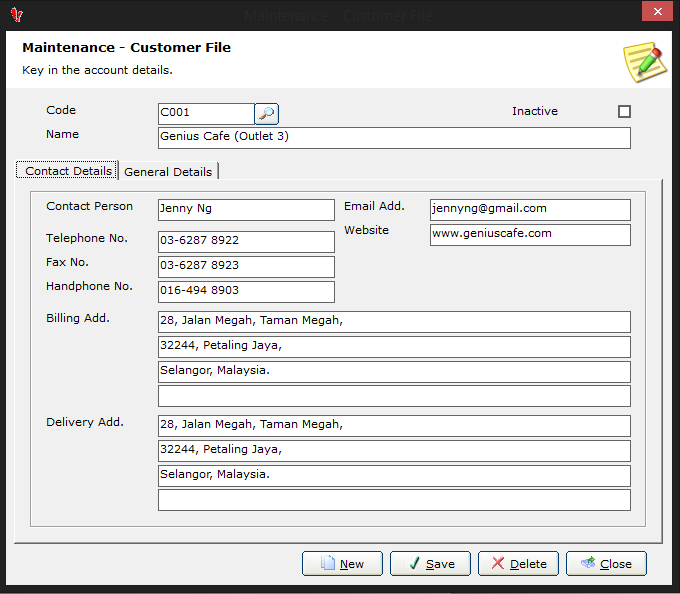 Maintenance - Customer File
Maintenance - Customer File
Key in the account details.
Code C001 Inactive
Name Genius Cafe (Outlet 3)
Contact Details General Details
Contact Person Jenny Ng Email Add. jennyng@gmail.com
Website www.geniuscafe.com
Telephone No. 03-6287 8922
Fax No. 03-6287 8923
Handphone No. 016-494 8903
Billing Add. 28, Jalan Megah, Taman Megah,
32244, Petaling Jaya,
Selangor, Malaysia.
Delivery Add. 28, Jalan Megah, Taman Megah,
32244, Petaling Jaya,
Selangor, Malaysia.
New Save Delete Close